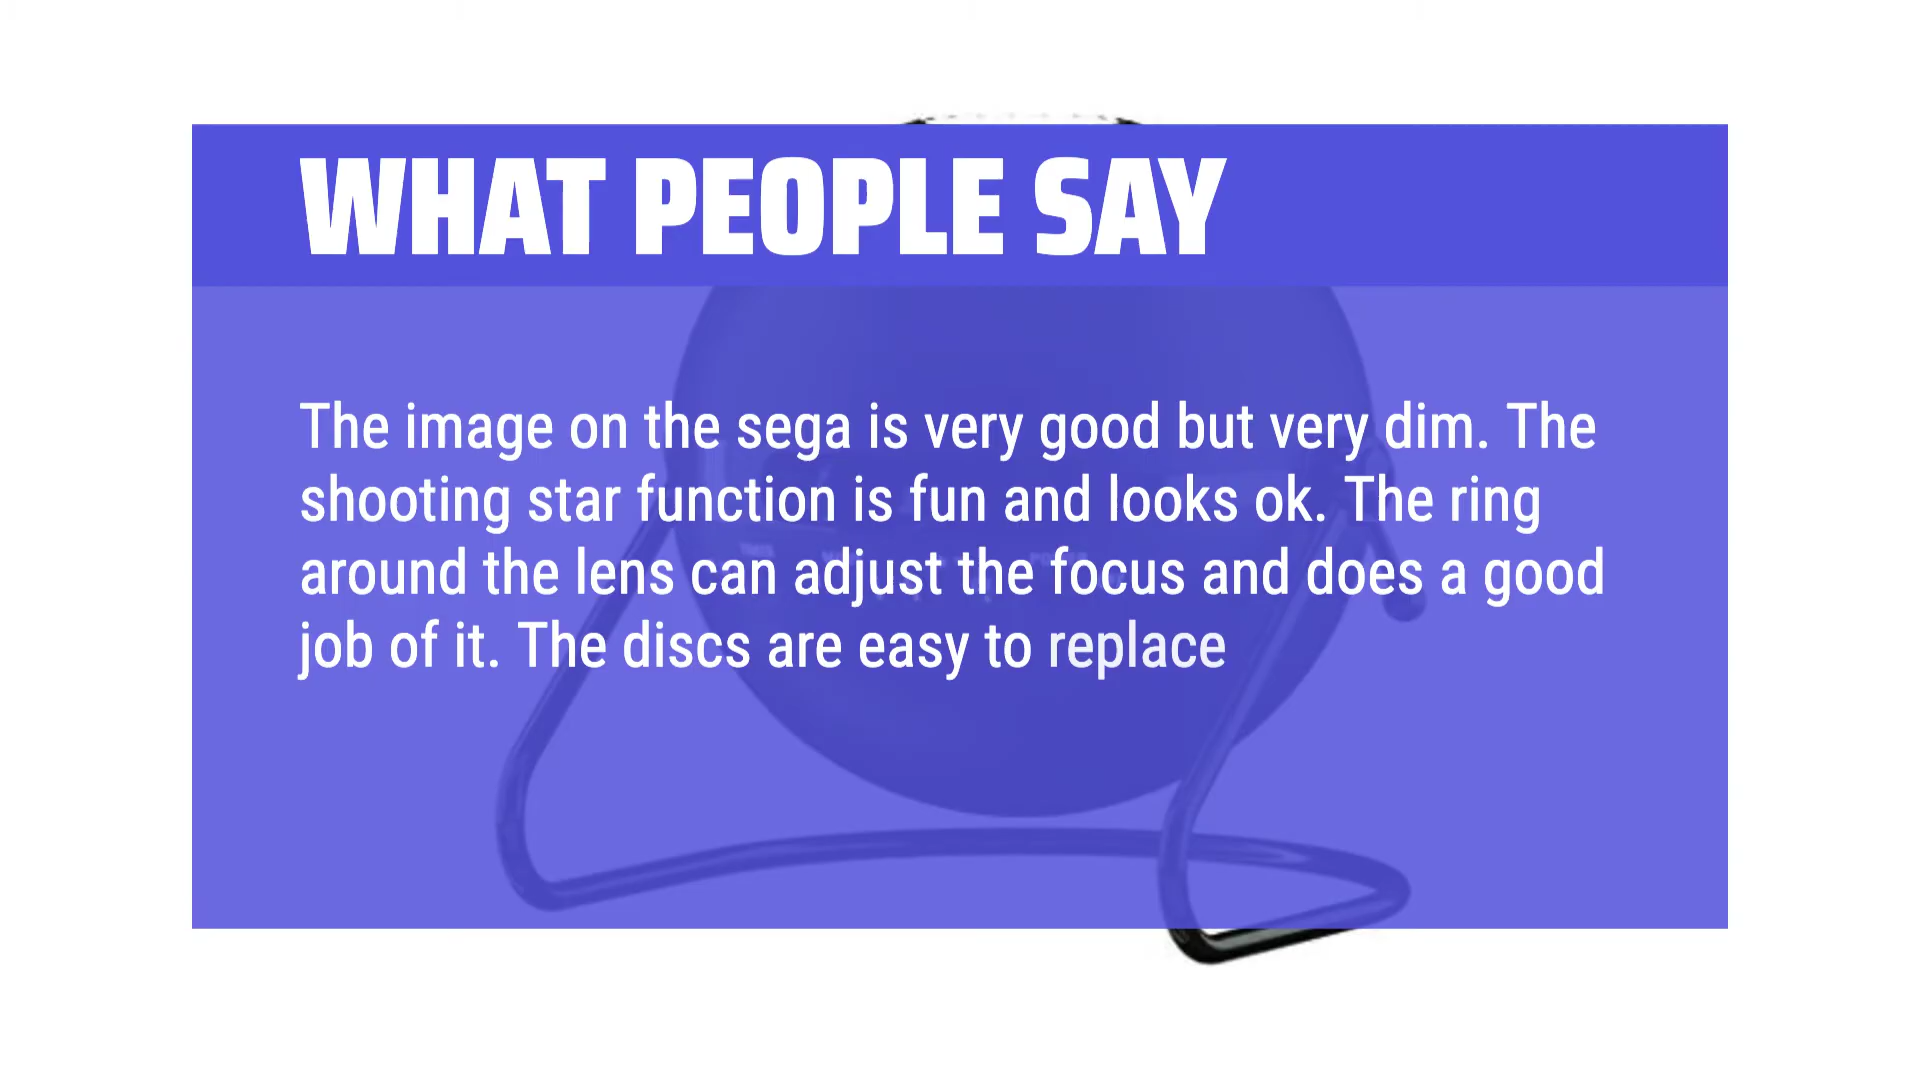 WHAT PEOPLE SAY
The image on the sega is very good but very dim. The
shooting star function is fun and looks ok. The ring
around the lens can adjust the focus and does a good
job of it. The discs are easy to replace